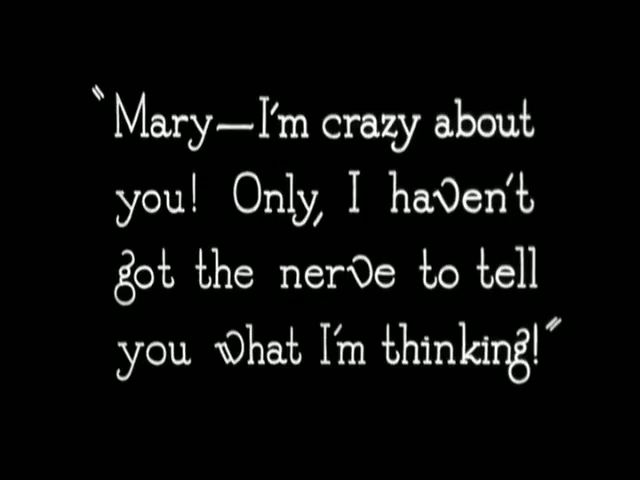 "Mary—I'm crazy about
you! Only, I haven't
got the nerve to tell
you what I'm thinking!"